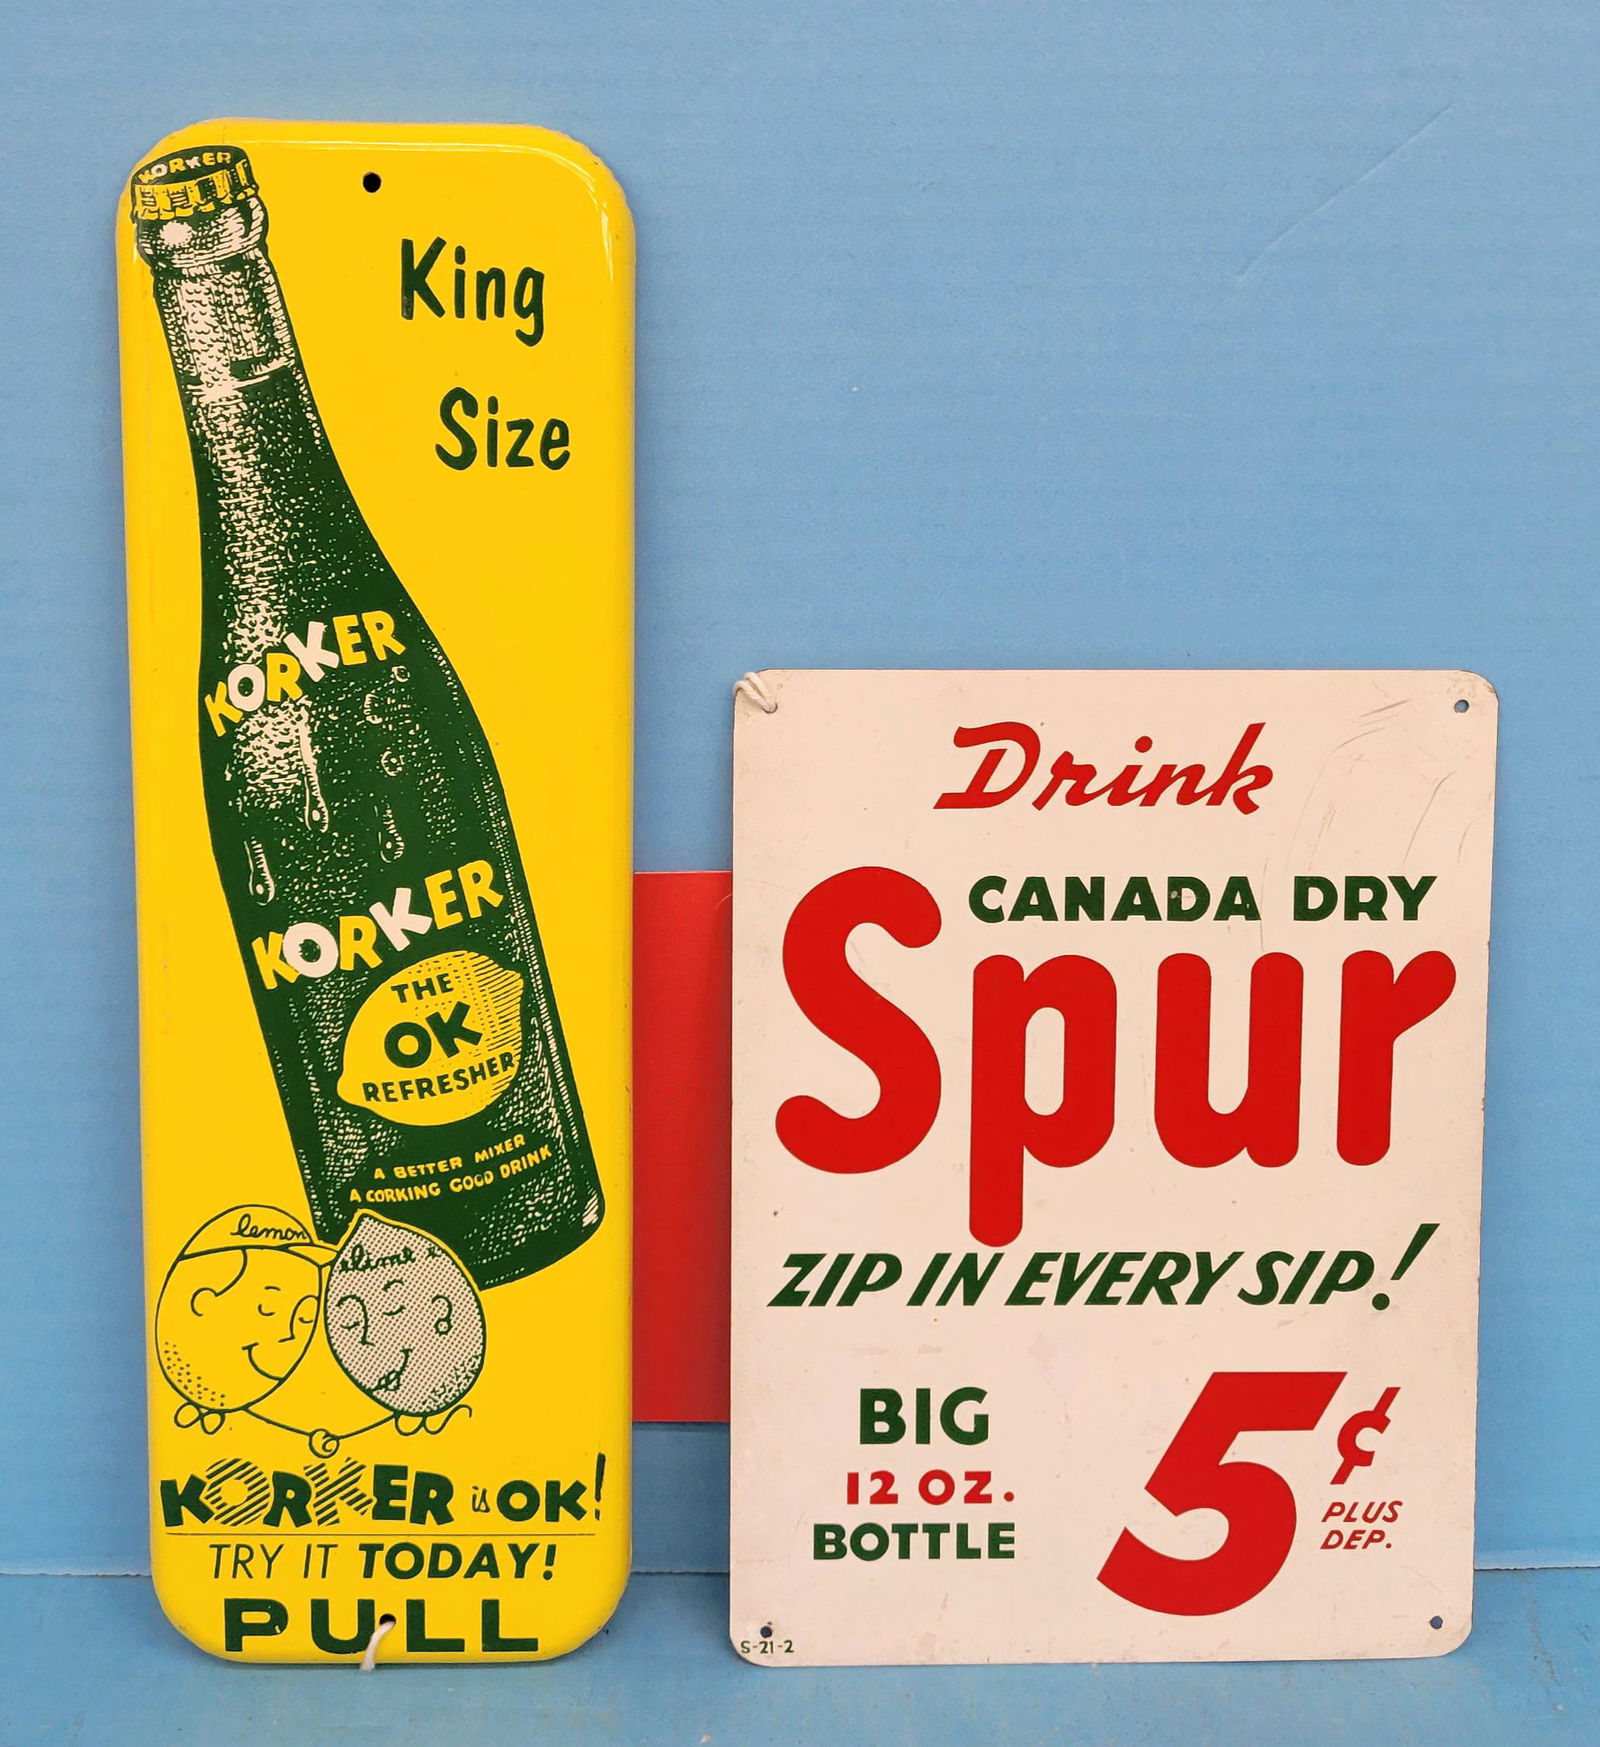 KORKER
King
Size
KORKER
KORKER
THE
OK
REFRESHER
A BETTER MIXER
A CORKING GOOD DRINK
lemon
lime
KORKER is OK!
TRY IT TODAY!
PULL
Drink
CANADA DRY
Spur
ZIP IN EVERY SIP!
BIG
12 OZ.
BOTTLE
5¢
PLUS
DEP.
S-21-2